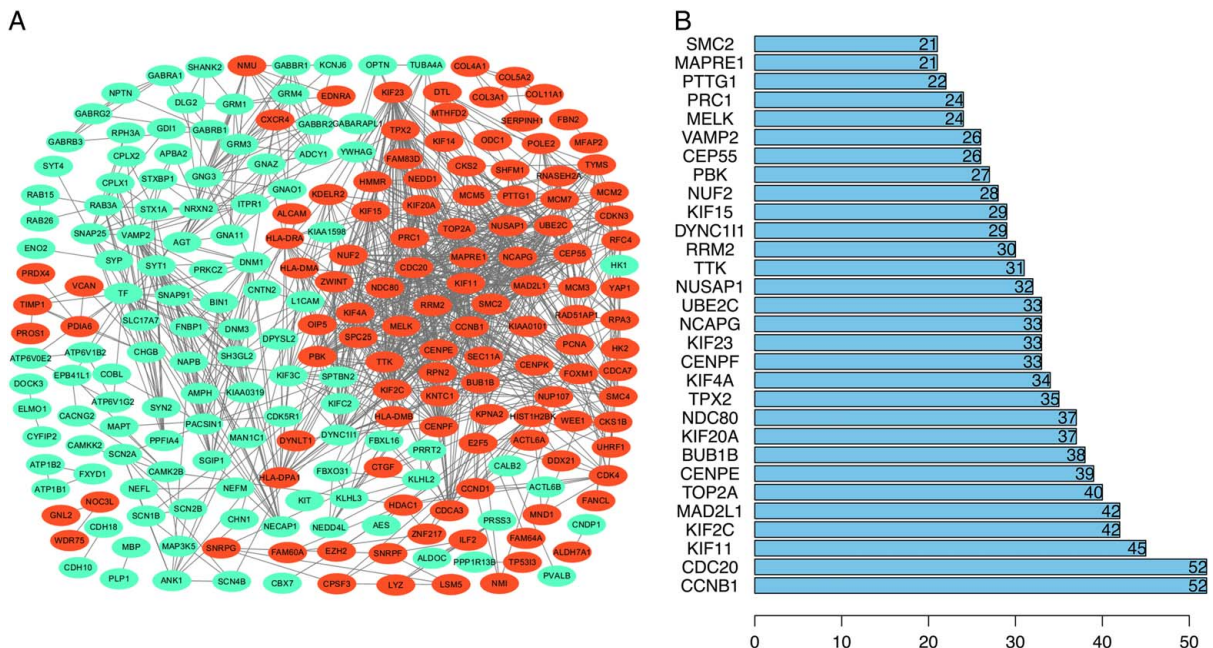 A
NMU
GABBR1
KCNJ6
OPTN
TUBA4A
COL4A1
SHANK2
GABRA1
COL5A2
NPTN
DLG2
GRM1
GRM4
EDNRA
KIF23
DTL
COL3A1
COL11A1
GABRG2
CXCR4
MTHFD2
SERPINH1
FBN2
RPH3A
GDI1
GABRB1
GABBR2
GABARAPL1
TPX2
GABRB3
GRM3
KIF14
ODC1
POLE2
MFAP2
CPLX2
APBA2
ADCY1
YWHAG
FAM83D
SYT4
GNAZ
CKS2
SHFM1
TYMS
CPLX1
STXBP1
GNG3
HMMR
NEDD1
RNASEH2A
RAB15
GNAO1
KDELR2
MCM5
PTTG1
MCM7
MCM2
RAB3A
STX1A
NRXN2
ITPR1
ALCAM
KIF15
KIF20A
CDKN3
RAB26
SNAP25
VAMP2
AGT
GNA11
HLA-DRA
KIAA1598
PRC1
TOP2A
NUSAP1
UBE2C
RFC4
ENO2
NUF2
MAPRE1
NCAPG
CEP55
SYP
SYT1
PRKCZ
DNM1
HLA-DMA
CDC20
HK1
PRDX4
VCAN
CNTN2
ZWINT
NDC80
KIF11
MAD2L1
MCM3
YAP1
TF
SNAP91
BIN1
L1CAM
RRM2
SMC2
TIMP1
KIF4A
RAD51AP1
RPA3
PROS1
PDIA6
SLC17A7
FNBP1
DNM3
OIP5
MELK
CCNB1
KIAA0101
DPYSL2
SPC25
PCNA
HK2
ATP6V0E2
ATP6V1B2
CHGB
NAPB
SH3GL2
PBK
CENPE
SEC11A
TTK
RPN2
CENPK
FOXM1
CDCA7
DOCK3
EPB41L1
COBL
KIF3C
SPTBN2
BUB1B
AMPH
KIAA0319
KIF2C
KNTC1
NUP107
SMC4
ELMO1
CACNG2
ATP6V1G2
SYN2
KIFC2
CDK5R1
HLA-DMB
KPNA2
HIST1H2BK
WEE1
CKS1B
MAPT
PACSIN1
CENPF
CYFIP2
PPFIA4
MAN1C1
DYNLT1
DYNC1I1
FBXL16
E2F5
ACTL6A
UHRF1
CAMKK2
SCN2A
PRRT2
ATP1B2
SGIP1
FXYD1
CAMK2B
HLA-DPA1
FBXO31
CTGF
CALB2
DDX21
CDK4
ATP1B1
NEFL
NEFM
KLHL2
CCND1
ACTL6B
NOC3L
KIT
KLHL3
FANCL
GNL2
SCN1B
SCN2B
HDAC1
CDCA3
MND1
CHN1
NECAP1
NEDD4L
AES
PRSS3
CNDP1
CDH18
WDR75
ZNF217
ILF2
FAM64A
MBP
MAP3K5
SNRPG
FAM60A
EZH2
SNRPF
ALDH7A1
CDH10
ALDOC
PPP1R13B
TP53I3
PLP1
ANK1
SCN4B
CBX7
CPSF3
LYZ
LSM5
NMI
PVALB
B
SMC2 21
MAPRE1 21
PTTG1 22
PRC1 24
MELK 24
VAMP2 26
CEP55 26
PBK 27
NUF2 28
KIF15 29
DYNC1I1 29
RRM2 30
TTK 31
NUSAP1 32
UBE2C 33
NCAPG 33
KIF23 33
CENPF 33
KIF4A 34
TPX2 35
NDC80 37
KIF20A 37
BUB1B 38
CENPE 39
TOP2A 40
MAD2L1 42
KIF2C 42
KIF11 45
CDC20 52
CCNB1 52
0 10 20 30 40 50